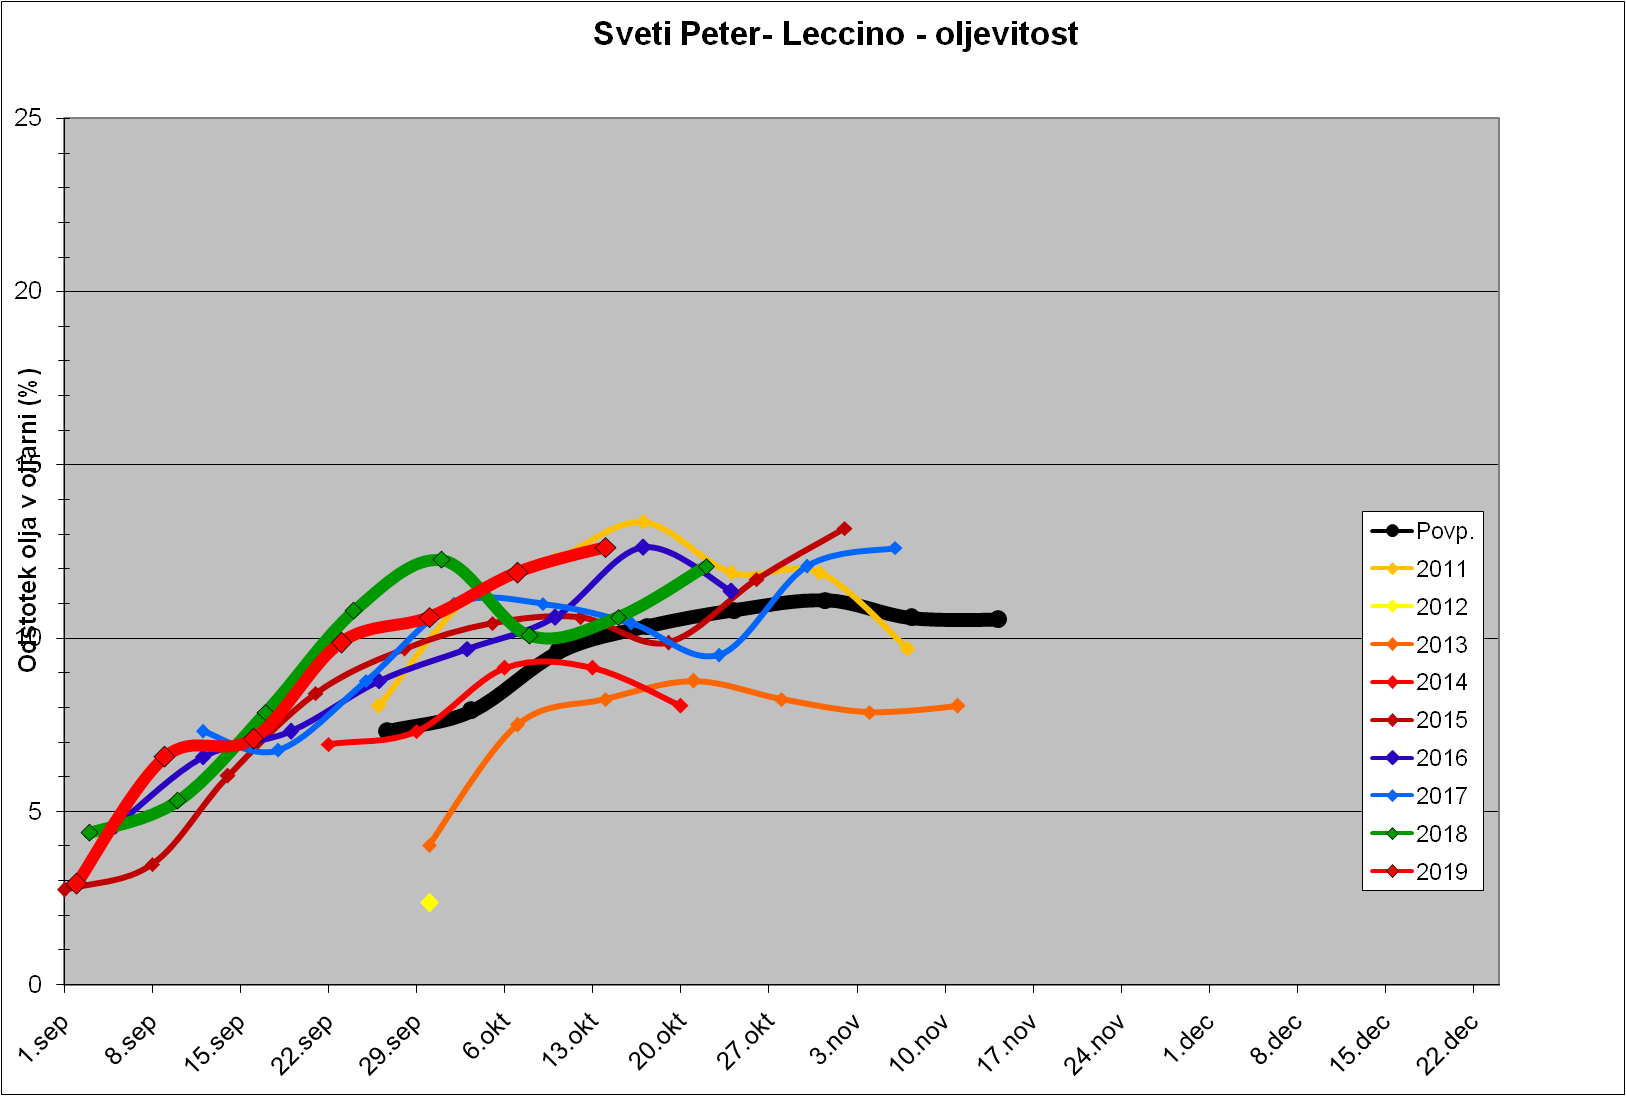 Sveti Peter- Leccino - oljevitost
Odstotek olja v oljarni (%)
25
20
15
10
5
0
1.sep
8.sep
15.sep
22.sep
29.sep
6.okt
13.okt
20.okt
27.okt
3.nov
10.nov
17.nov
24.nov
1.dec
8.dec
15.dec
22.dec
Povp.
2011
2012
2013
2014
2015
2016
2017
2018
2019